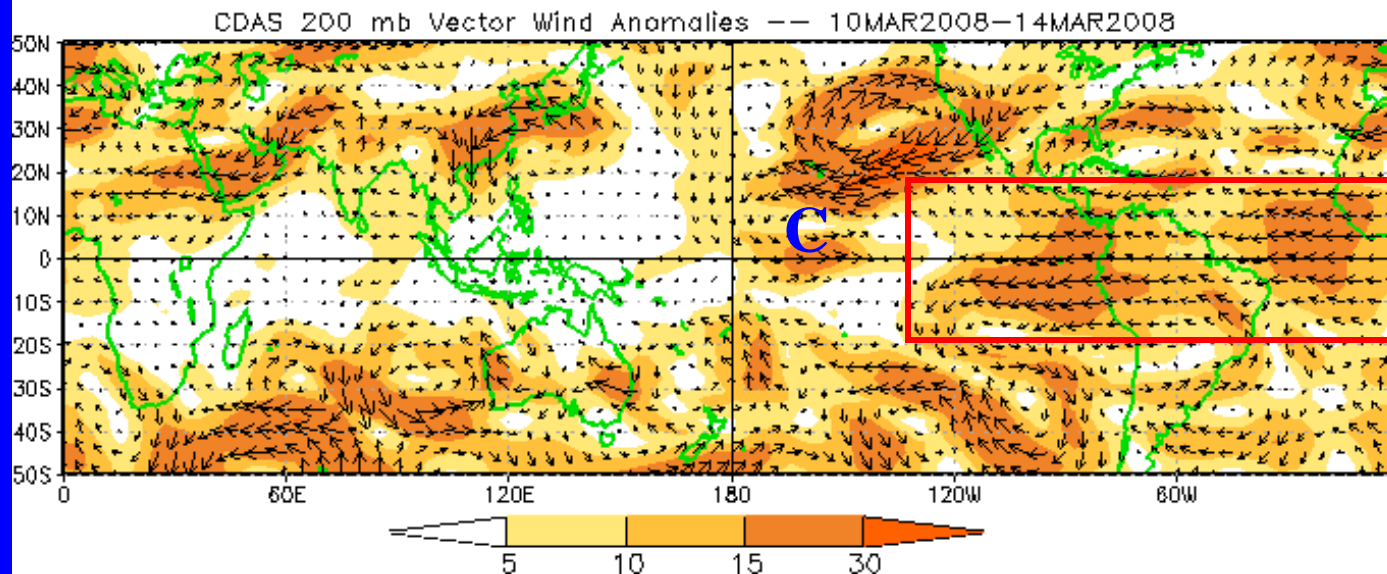 CDAS 200 mb Vector Wind Anomalies -- 10MAR2008-14MAR2008
50N
40N
30N
20N
10N
0
10S
20S
30S
40S
50S
C
0 60E 120E 180 120W 60W
5 10 15 30